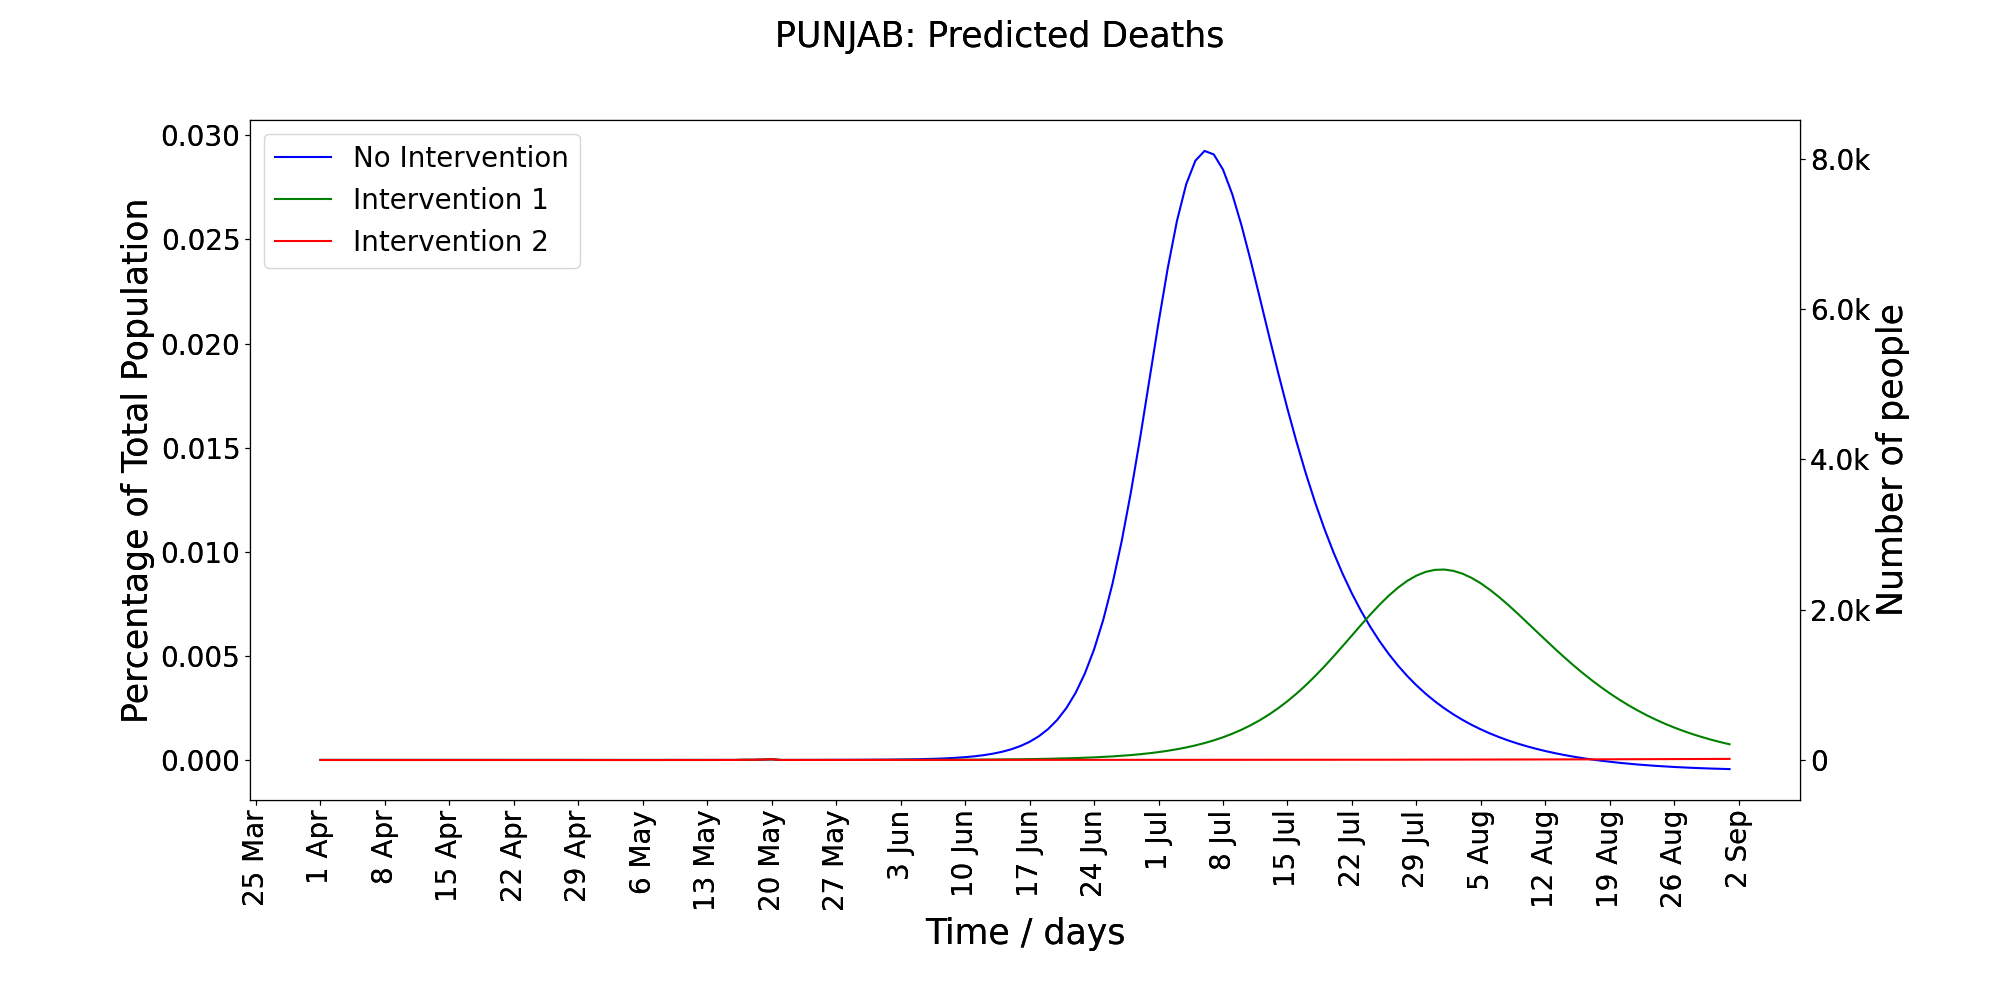 PUNJAB: Predicted Deaths
No Intervention
Intervention 1
Intervention 2
Percentage of Total Population
0.030
0.025
0.020
0.015
0.010
0.005
0.000
8.0k
6.0k
4.0k
2.0k
0
Number of people
25 Mar
1 Apr
8 Apr
15 Apr
22 Apr
29 Apr
6 May
13 May
20 May
27 May
3 Jun
10 Jun
17 Jun
24 Jun
1 Jul
8 Jul
15 Jul
22 Jul
29 Jul
5 Aug
12 Aug
19 Aug
26 Aug
2 Sep
Time / days